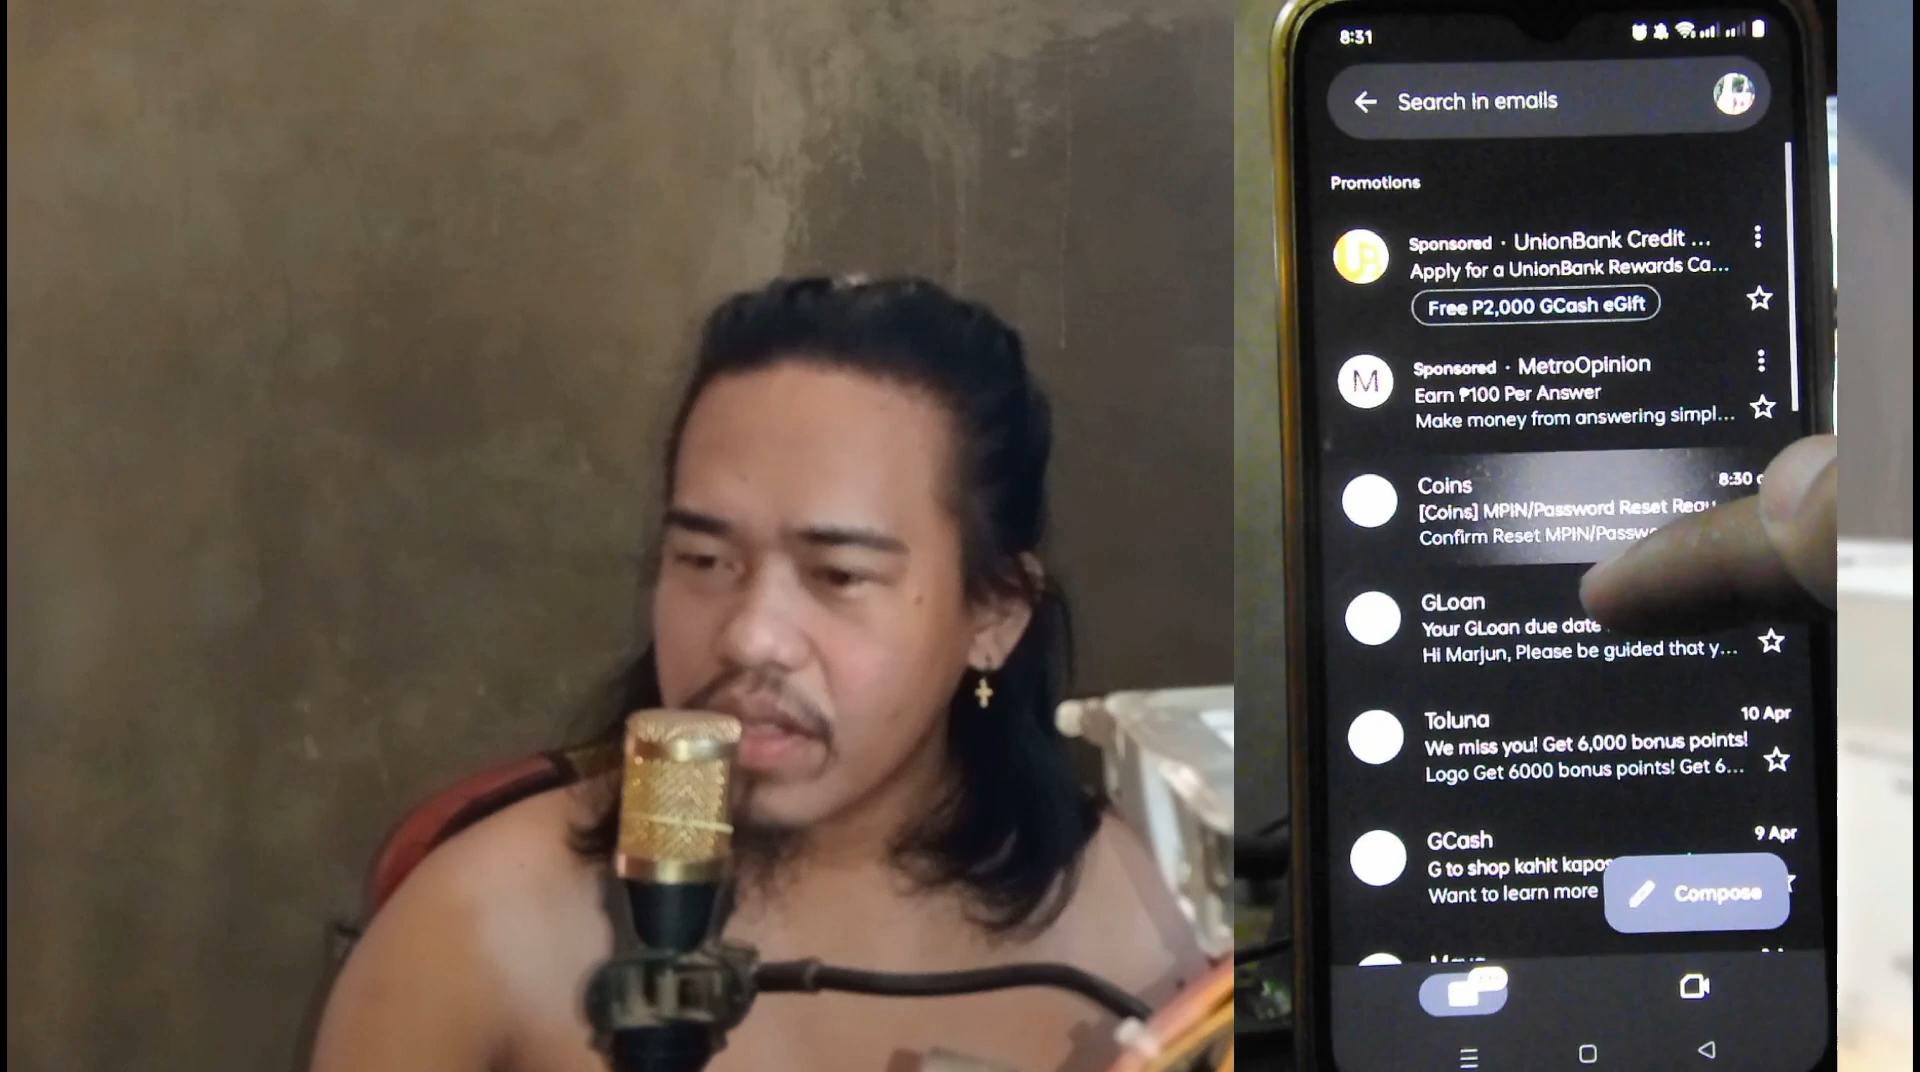 8:31
Search in emails
Promotions
Sponsored · UnionBank Credit ...
Apply for a UnionBank Rewards Ca...
Free P2,000 GCash eGift
M
Sponsored · MetroOpinion
Earn ₱100 Per Answer
Make money from answering simpl...
Coins 8:30
[Coins] MPIN/Password Reset
Confirm Reset
GLoan
Your GLoan due date
Hi Marjun, Please be guided that y...
Toluna 10 Apr
We miss you! Get 6,000 bonus points!
Logo Get 6000 bonus points! Get 6...
GCash 9 Apr
G to shop kahit
Want to learn more
Compose